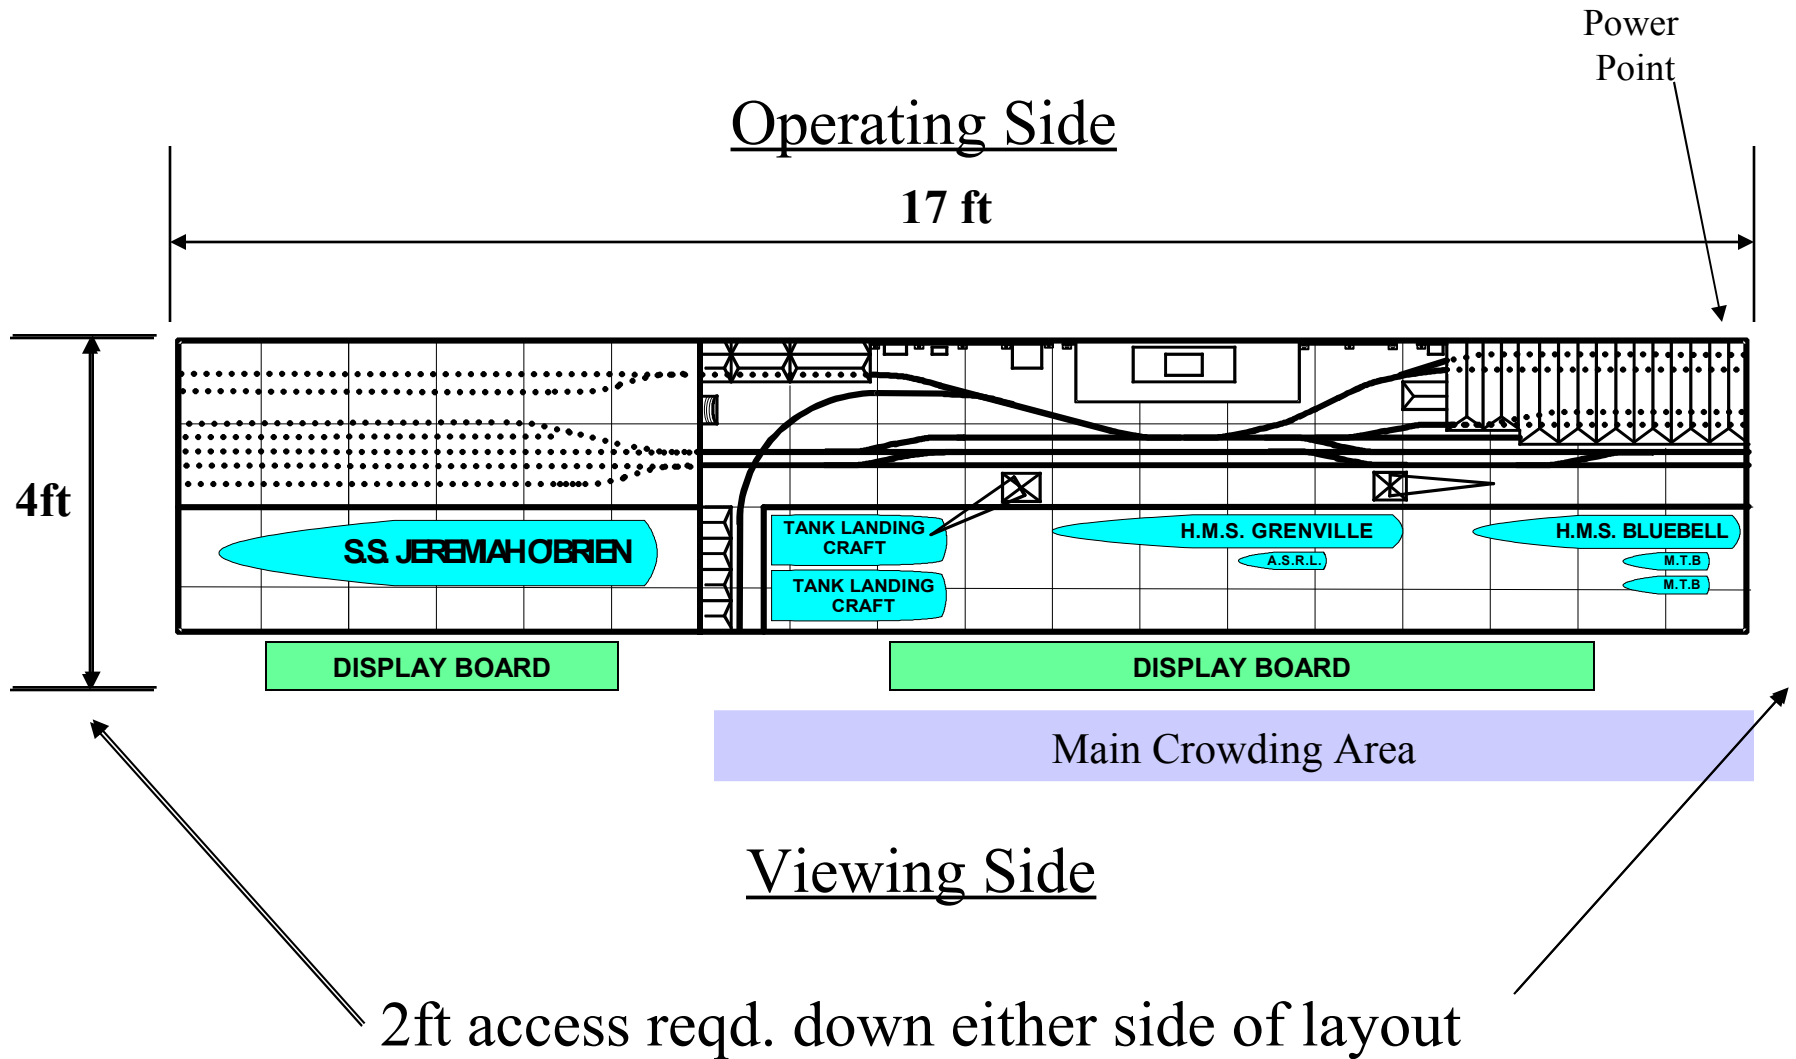 Power
Point
Operating Side
17 ft
4ft
S.S. JEREMIAH O'BRIEN
TANK LANDING
CRAFT
TANK LANDING
CRAFT
H.M.S. GRENVILLE
A.S.R.L.
H.M.S. BLUEBELL
M.T.B
M.T.B
DISPLAY BOARD
DISPLAY BOARD
Main Crowding Area
Viewing Side
2ft access reqd. down either side of layout